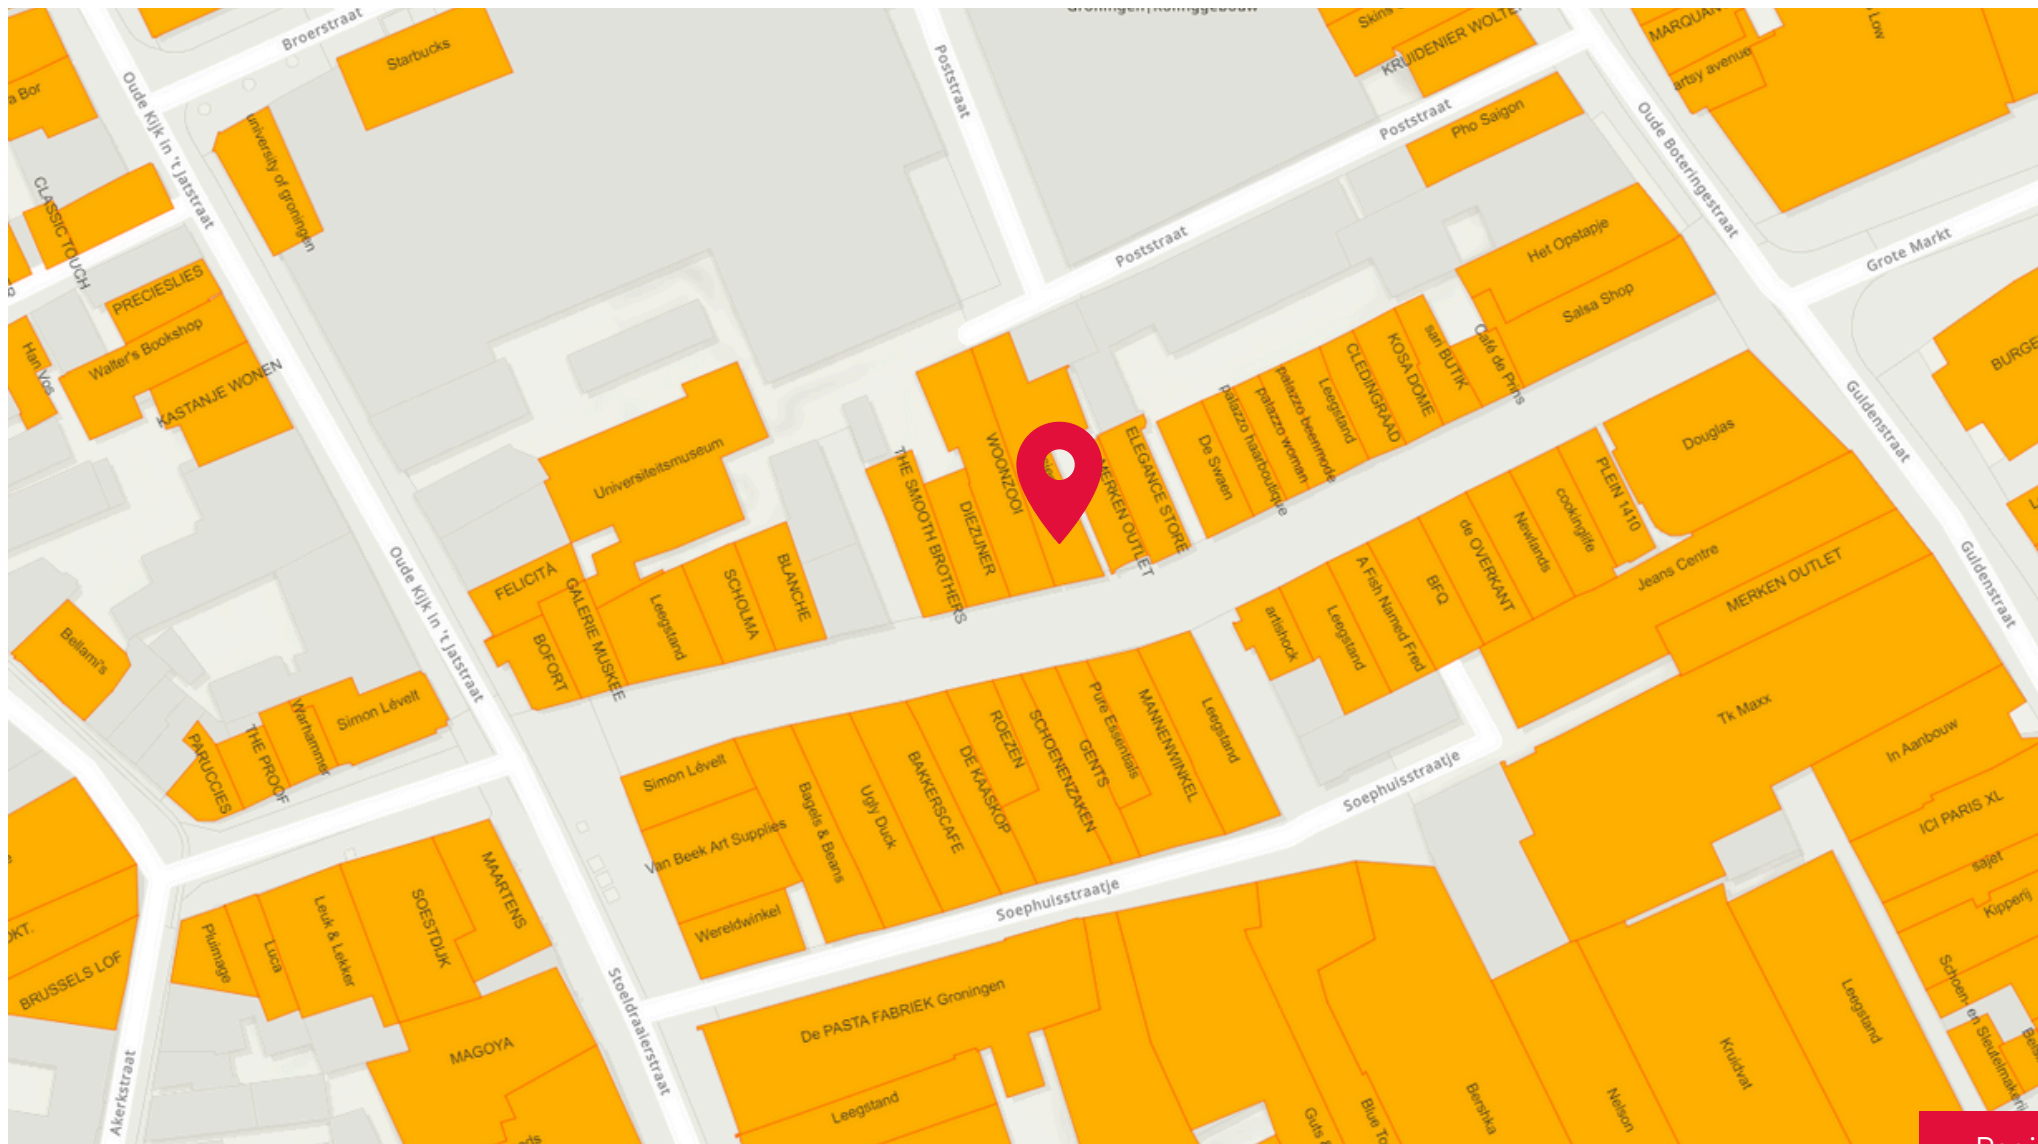 Broerstraat
Starbucks
Poststraat
KRUIDENIER
artsy avenue
Oude Kijk in 't Jatstraat
university of groningen
Poststraat
Pho Saigon
Oude Boteringestraat
CLASSIC TOUCH
Poststraat
Het Opstapje
Grote Markt
PRECIESLIES
Walter's Bookshop
KASTANJE WONEN
Han Vos
Salsa Shop
Café de Prins
san BUTIK
KOSA DOME
CLEDINGRAAD
Leegstand
palazzo beenmode
palazzo woman
palazzo haarboutique
De Swaen
Guldenstraat
Universiteitsmuseum
THE SMOOTH BROTHERS
DIEZIJNER
WOONZOOI
MERKEN OUTLET
ELEGANCE STORE
Douglas
PLEIN 1410
cookinglife
Newlands
de OVERKANT
BFQ
A Fish Named Fred
Leegstand
artishock
Jeans Centre
MERKEN OUTLET
Guldenstraat
Oude Kijk in 't Jatstraat
FELICITÀ
BOFORT
GALERIE MUSKEE
Leegstand
SCHOLMA
BLANCHE
Bellami's
Simon Lévelt
Warhammer
THE PROOF
PARUCCIES
Tk Maxx
In Aanbouw
ICI PARIS XL
sajet
Kipperij
Simon Lévelt
Van Beek Art Supplies
Wereldwinkel
Bagels & Beans
Ugly Duck
BAKKERSCAFE
DE KAASKOP
ROEZEN
SCHOENENZAKEN
GENTS
Pure Essentials
MANNENWINKEL
Leegstand
Soephuisstraatje
Soephuisstraatje
MAARTENS
SOESTDIJK
Leuk & Lekker
Luca
Pluimage
BRUSSELS LOF
Akerkstraat
Stoeldraaierstraat
MAGOYA
De PASTA FABRIEK Groningen
Leegstand
Bershka
Nelson
Kruidvat
Leegstand